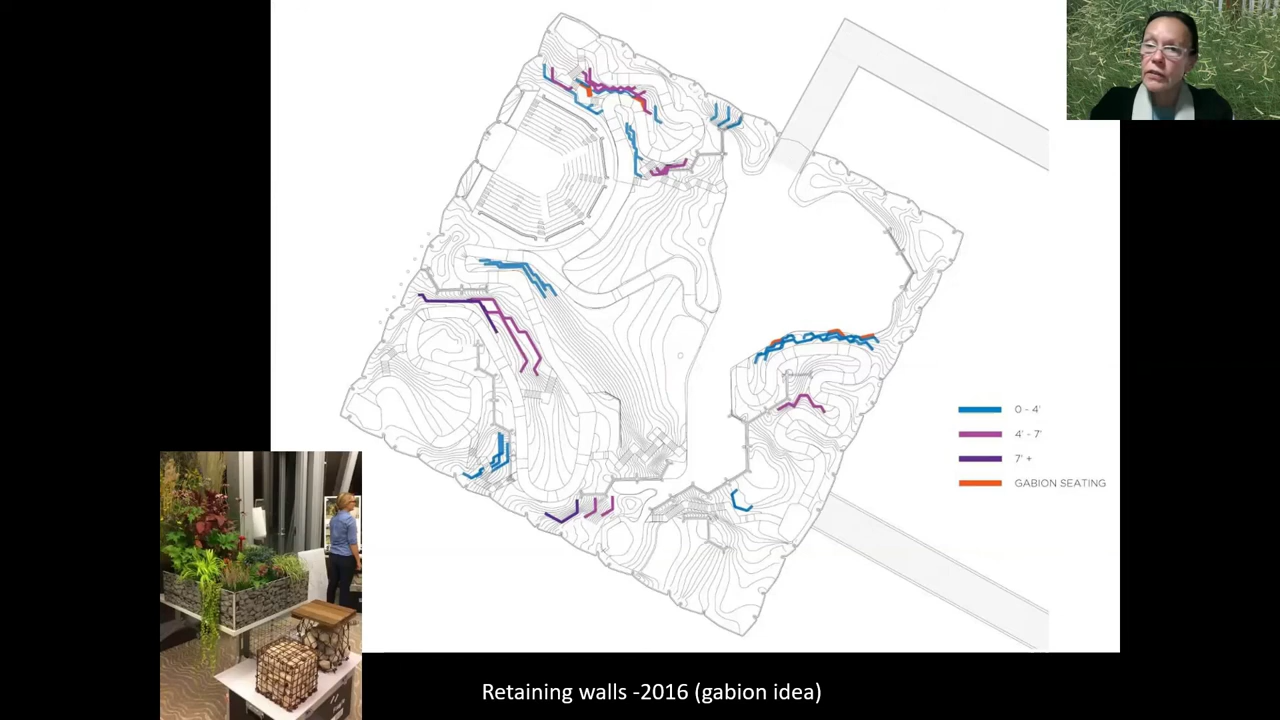 0 - 4'
4' - 7'
7' +
GABION SEATING
Retaining walls -2016 (gabion idea)